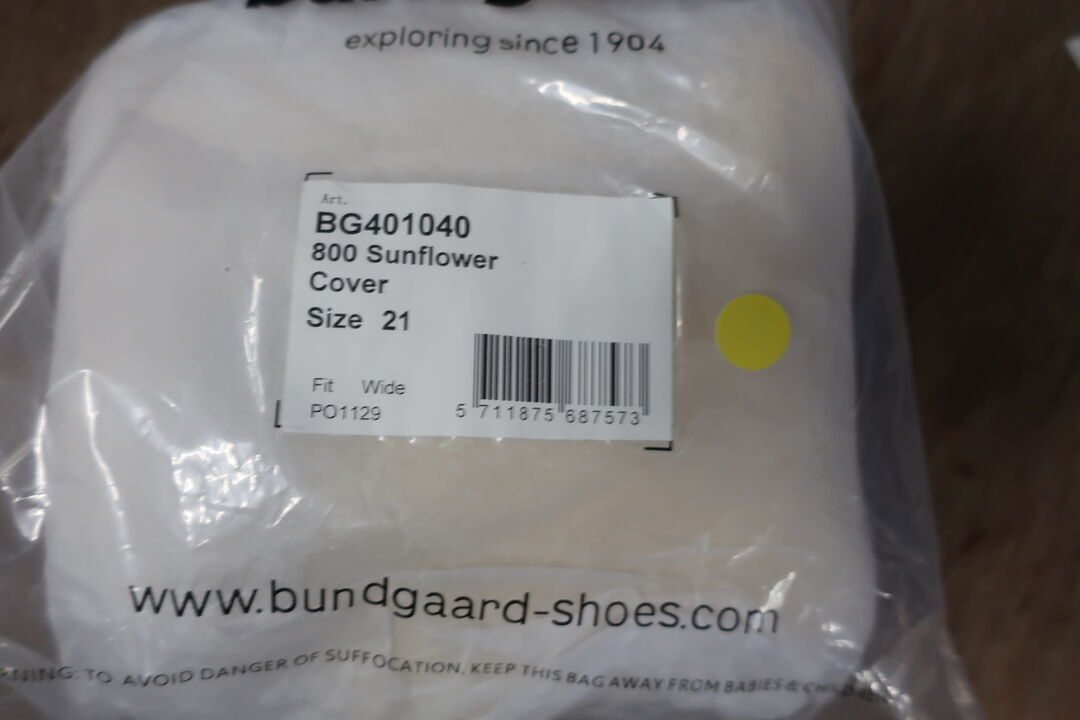 exploring since 1904
Art.
BG401040
800 Sunflower
Cover
Size 21
Fit Wide
PO1129
5 711875 687573
www.bundgaard-shoes.com
TO AVOID DANGER OF SUFFOCATION, KEEP THIS BAG AWAY FROM BABIES &